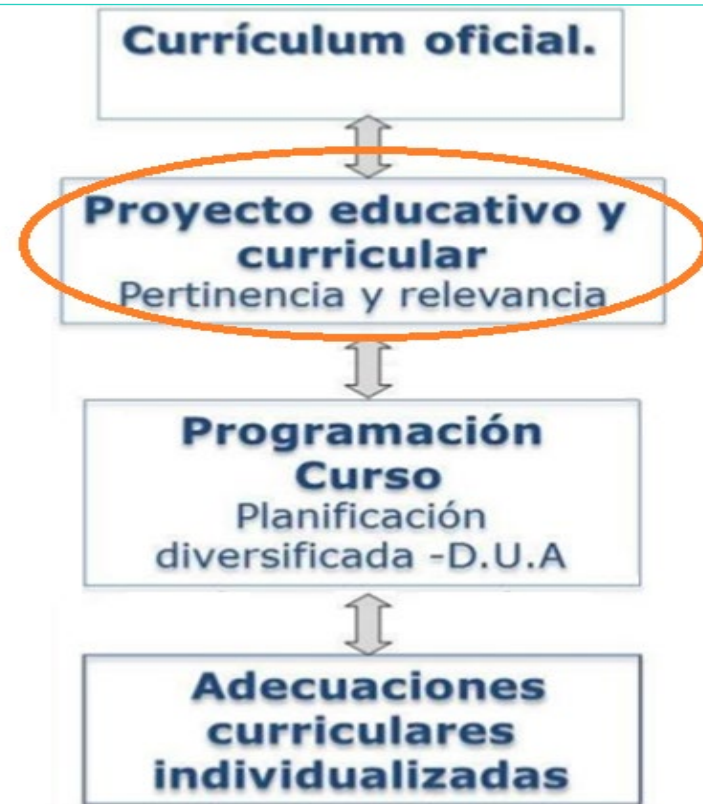 Currículum oficial.
Proyecto educativo y
curricular
Pertinencia y relevancia
Programación
Curso
Planificación
diversificada -D.U.A
Adecuaciones
curriculares
individualizadas